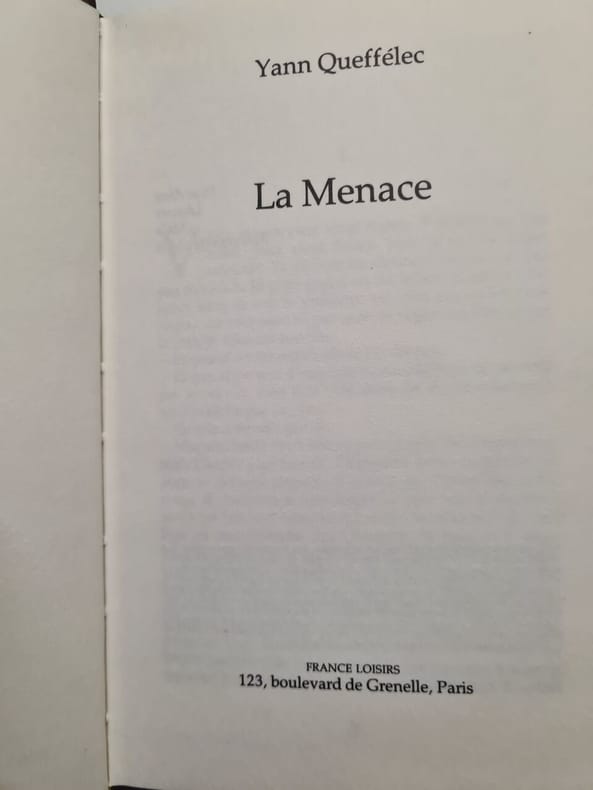 Yann Queffélec
La Menace
FRANCE LOISIRS
123, boulevard de Grenelle, Paris